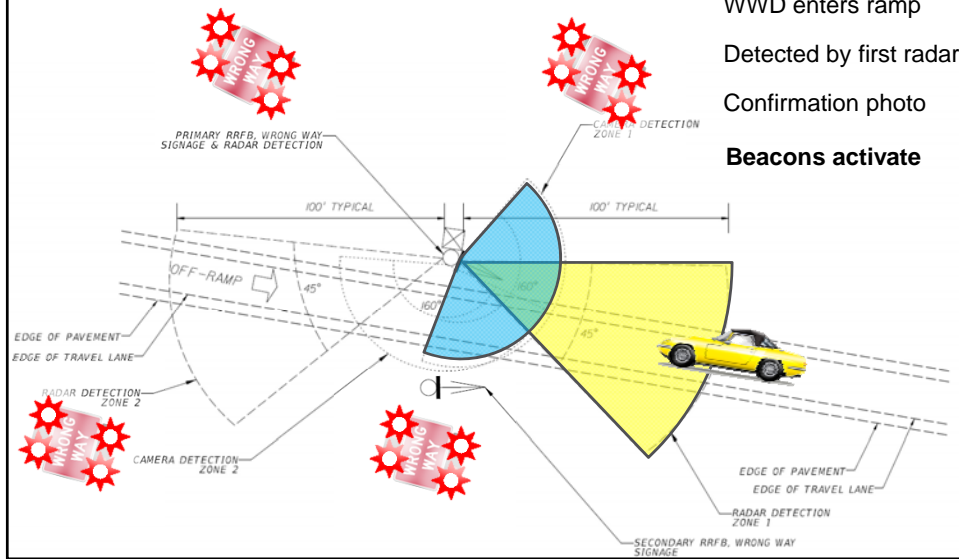 WWD enters ramp
Detected by first radar
Confirmation photo
Beacons activate
WRONG
WAY
WRONG
WAY
PRIMARY RRFB, WRONG WAY
SIGNAGE & RADAR DETECTION
CAMERA DETECTION
ZONE 1
100' TYPICAL
100' TYPICAL
OFF-RAMP
45°
160°
160°
45°
EDGE OF PAVEMENT
EDGE OF TRAVEL LANE
RADAR DETECTION
ZONE 2
WRONG
WAY
CAMERA DETECTION
ZONE 2
WRONG
WAY
EDGE OF PAVEMENT
EDGE OF TRAVEL LANE
RADAR DETECTION
ZONE 1
SECONDARY RRFB, WRONG WAY
SIGNAGE